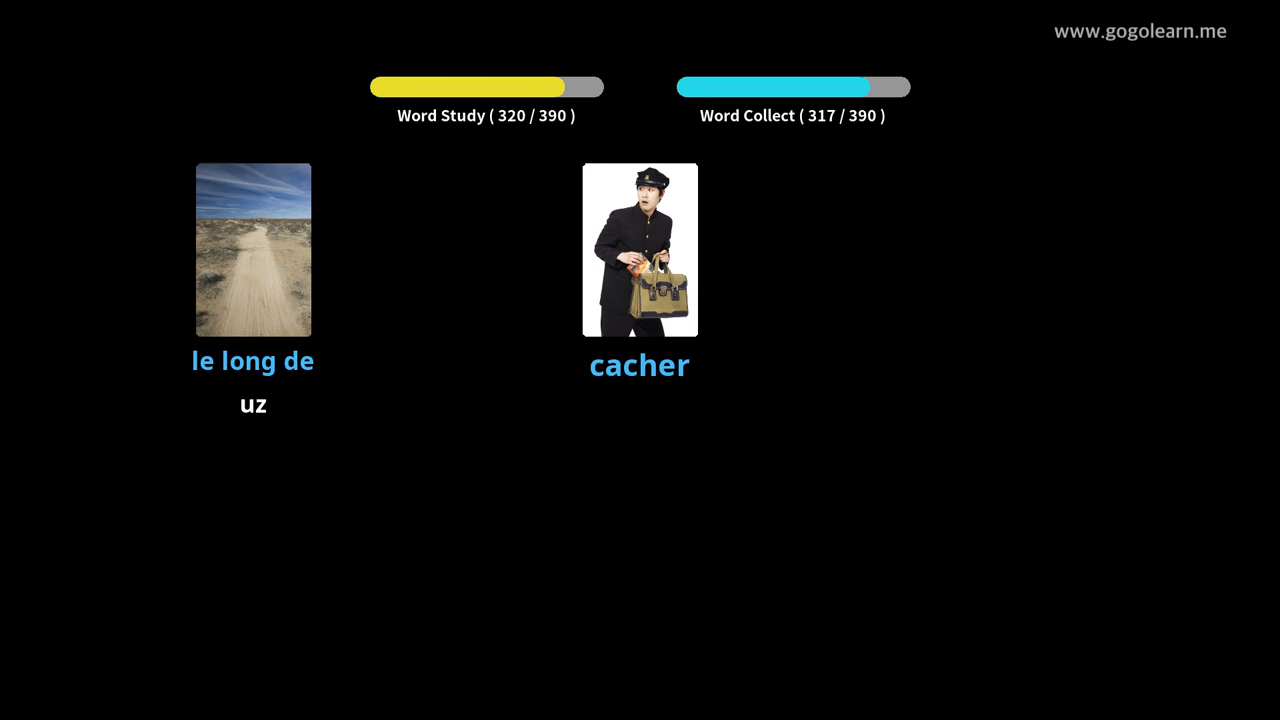 www.gogolearn.me
Word Study ( 320 / 390 )
Word Collect ( 317 / 390 )
le long de
uz
cacher